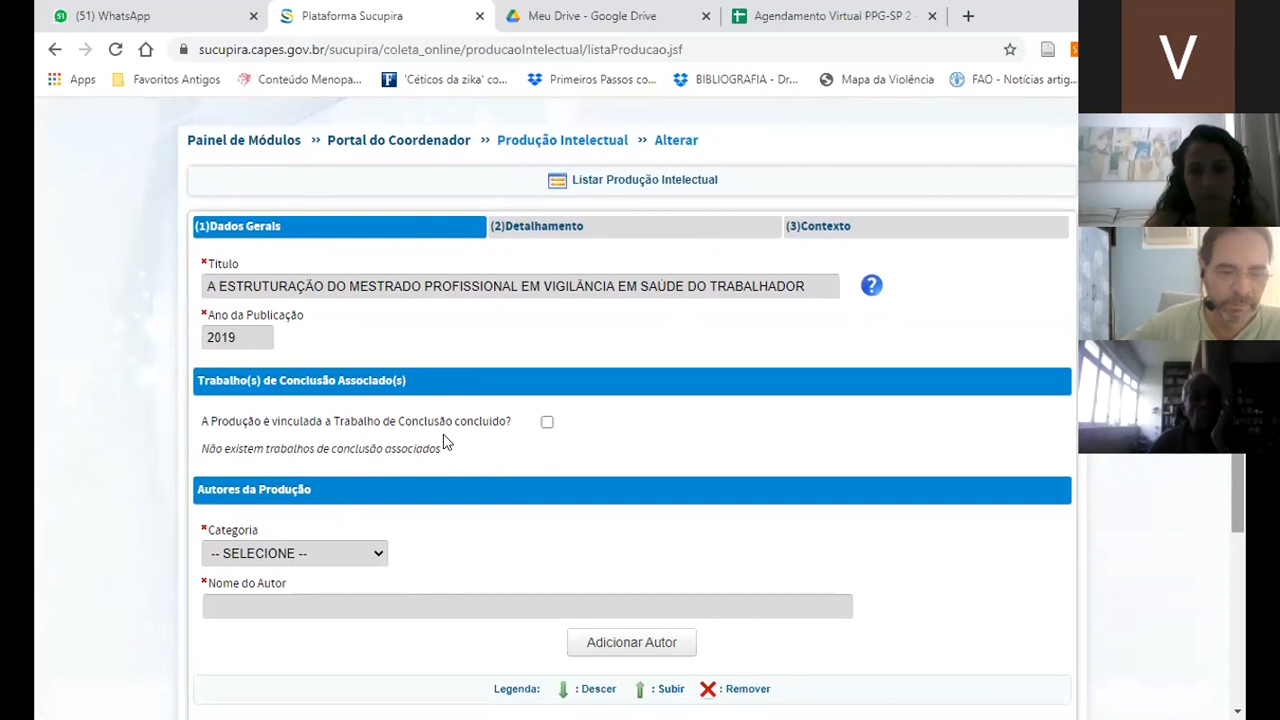 (51) WhatsApp
Plataforma Sucupira
Meu Drive - Google Drive
Agendamento Virtual PPG-SP 2 -
sucupira.capes.gov.br/sucupira/coleta_online/producaoIntelectual/listaProducao.jsf
Apps
Favoritos Antigos
Conteúdo Menopa...
'Céticos da zika' co...
Primeiros Passos co...
BIBLIOGRAFIA - Dr...
Mapa da Violência
FAO - Notícias artig...
V
Painel de Módulos » Portal do Coordenador » Produção Intelectual » Alterar
Listar Produção Intelectual
(1)Dados Gerais
(2)Detalhamento
(3)Contexto
*Título
A ESTRUTURAÇÃO DO MESTRADO PROFISSIONAL EM VIGILÂNCIA EM SAÚDE DO TRABALHADOR
?
*Ano da Publicação
2019
Trabalho(s) de Conclusão Associado(s)
A Produção é vinculada a Trabalho de Conclusão concluído?
Não existem trabalhos de conclusão associados
Autores da Produção
*Categoria
-- SELECIONE --
*Nome do Autor
Adicionar Autor
Legenda: : Descer : Subir : Remover